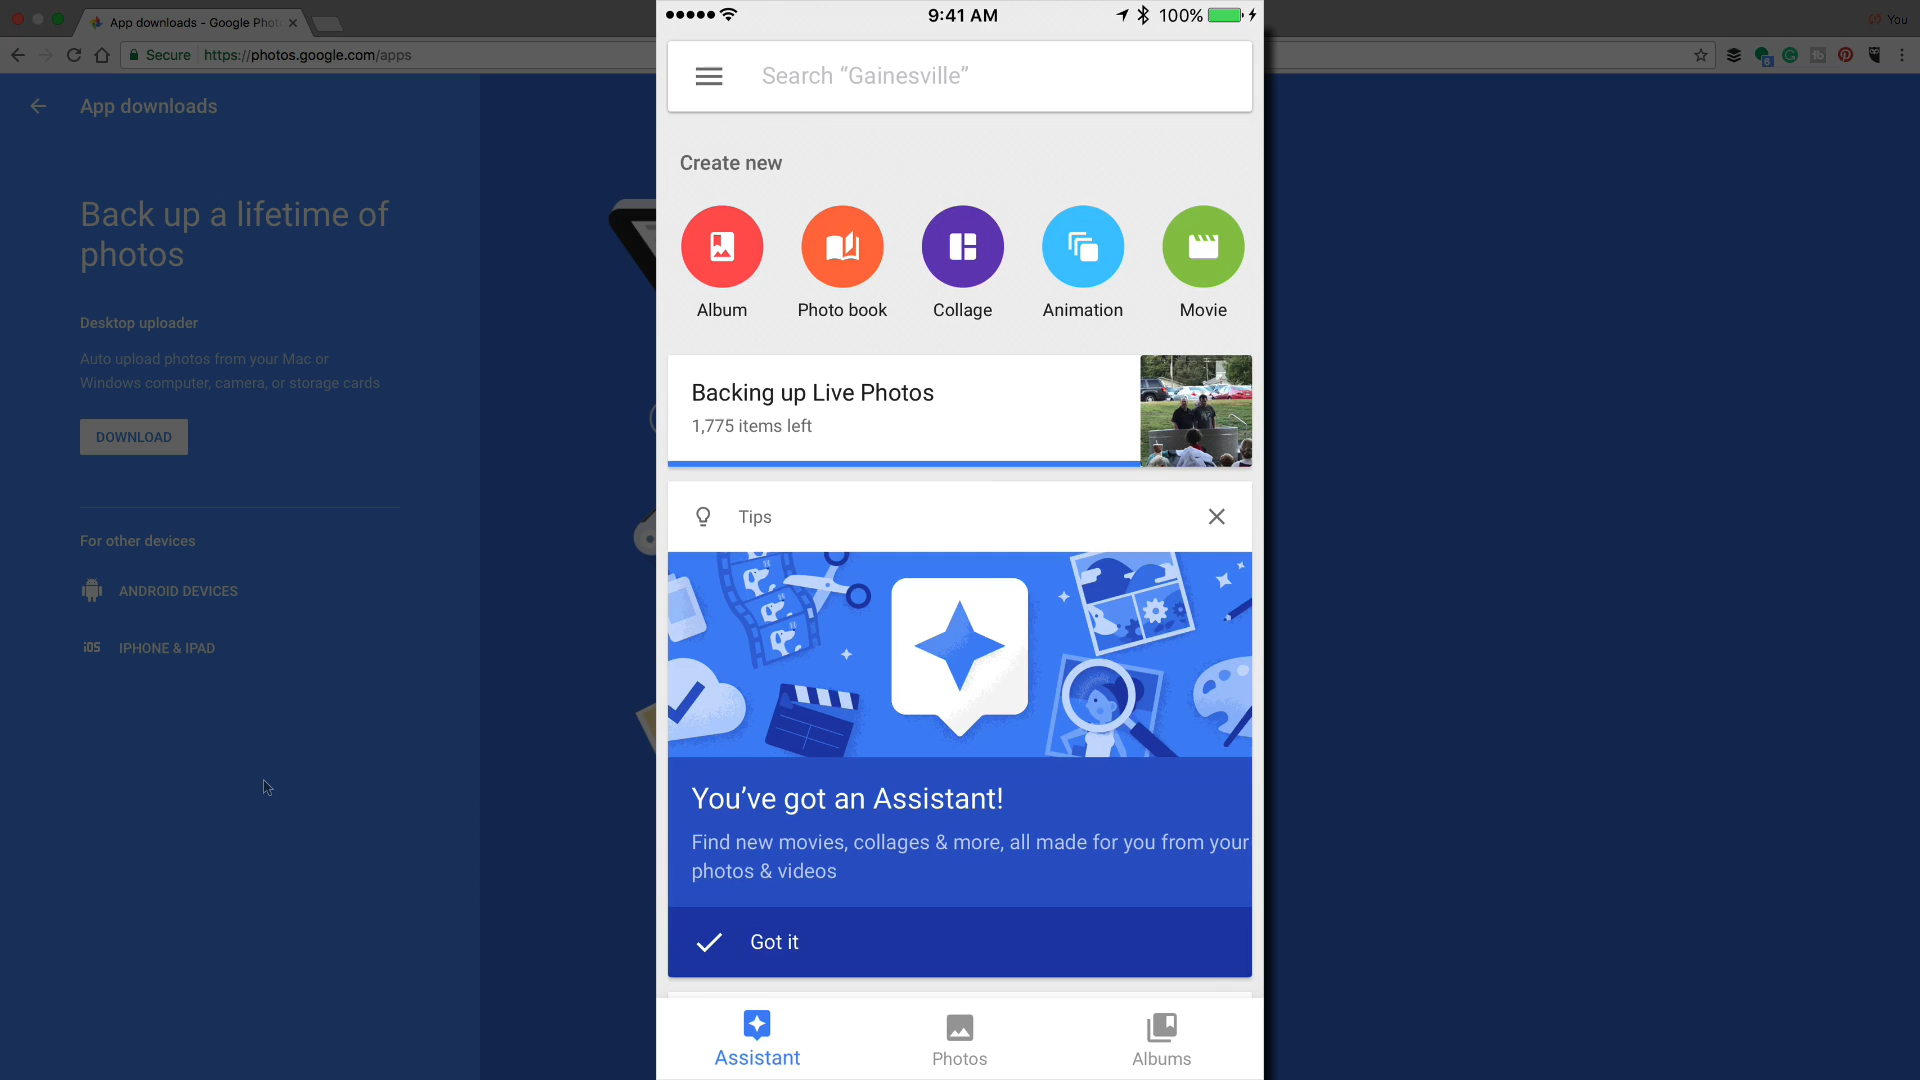 App downloads - Google Phot
You
Secure https://photos.google.com/apps
6
App downloads
Back up a lifetime of
photos
Desktop uploader
Auto upload photos from your Mac or
Windows computer, camera, or storage cards
DOWNLOAD
For other devices
ANDROID DEVICES
iOS IPHONE & IPAD
9:41 AM
100%
Search “Gainesville”
Create new
Album
Photo book
Collage
Animation
Movie
Backing up Live Photos
1,775 items left
Tips
You’ve got an Assistant!
Find new movies, collages & more, all made for you from your
photos & videos
Got it
Assistant
Photos
Albums